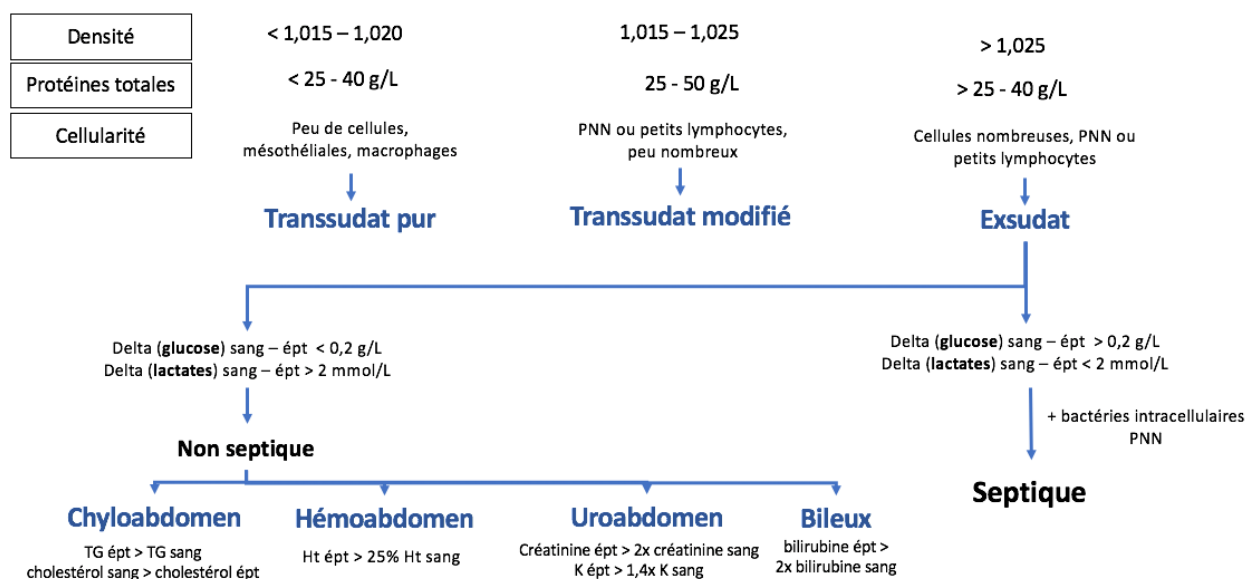 Densité
< 1,015 – 1,020
1,015 – 1,025
> 1,025
Protéines totales
< 25 - 40 g/L
25 - 50 g/L
> 25 - 40 g/L
Cellularité
Peu de cellules,
mésothéliales, macrophages
PNN ou petits lymphocytes,
peu nombreux
Cellules nombreuses, PNN ou
petits lymphocytes
Transsudat pur
Transsudat modifié
Exsudat
Delta (glucose) sang – épt < 0,2 g/L
Delta (lactates) sang – épt > 2 mmol/L
Delta (glucose) sang – épt > 0,2 g/L
Delta (lactates) sang – épt < 2 mmol/L
+ bactéries intracellulaires
PNN
Non septique
Septique
Chyloabdomen
TG épt > TG sang
cholestérol sang > cholestérol épt
Hémoabdomen
Ht épt > 25% Ht sang
Uroabdomen
Créatinine épt > 2x créatinine sang
K épt > 1,4x K sang
Bileux
bilirubine épt >
2x bilirubine sang